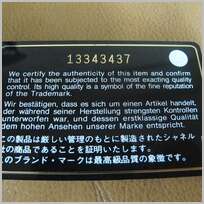 13343437
We certify the authenticity of this item and confirm
that it has been subjected to the most exacting quality
control. Its high quality is a symbol of the fine reputation
of the Trademark.
Wir bestätigen, dass es sich um einen Artikel handelt,
der während seiner Herstellung strengsten Kontrollen
unterworfen war, und dessen erstklassige Qualität
dem hohen Ansehen unserer Marke entspricht.
この製品は厳しい管理のもとに製造されたシャネル
の商品であることを証明いたします。
このブランド・マークは最高級品質の象徴です。